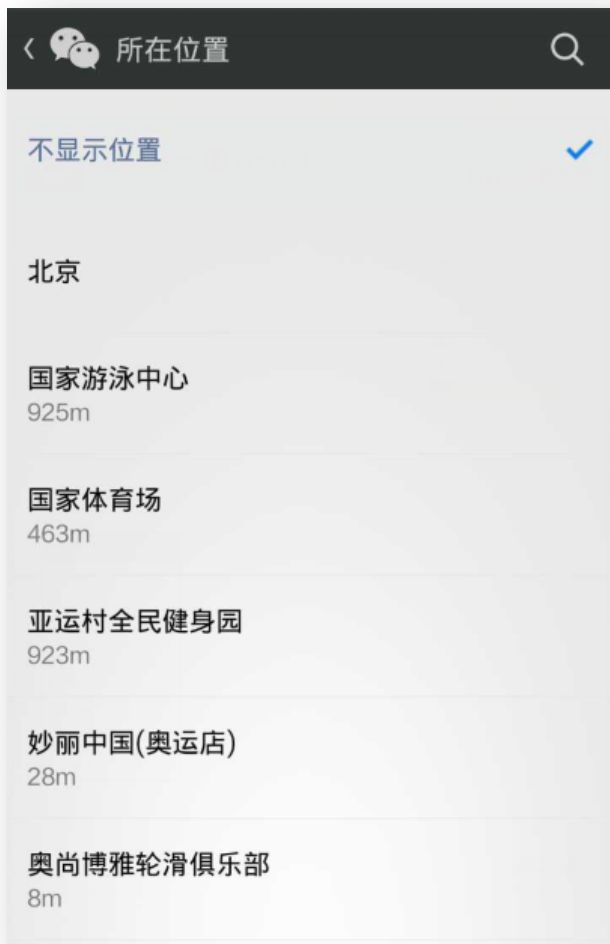 所在位置
不显示位置
北京
国家游泳中心
925m
国家体育场
463m
亚运村全民健身园
923m
妙丽中国(奥运店)
28m
奥尚博雅轮滑俱乐部
8m